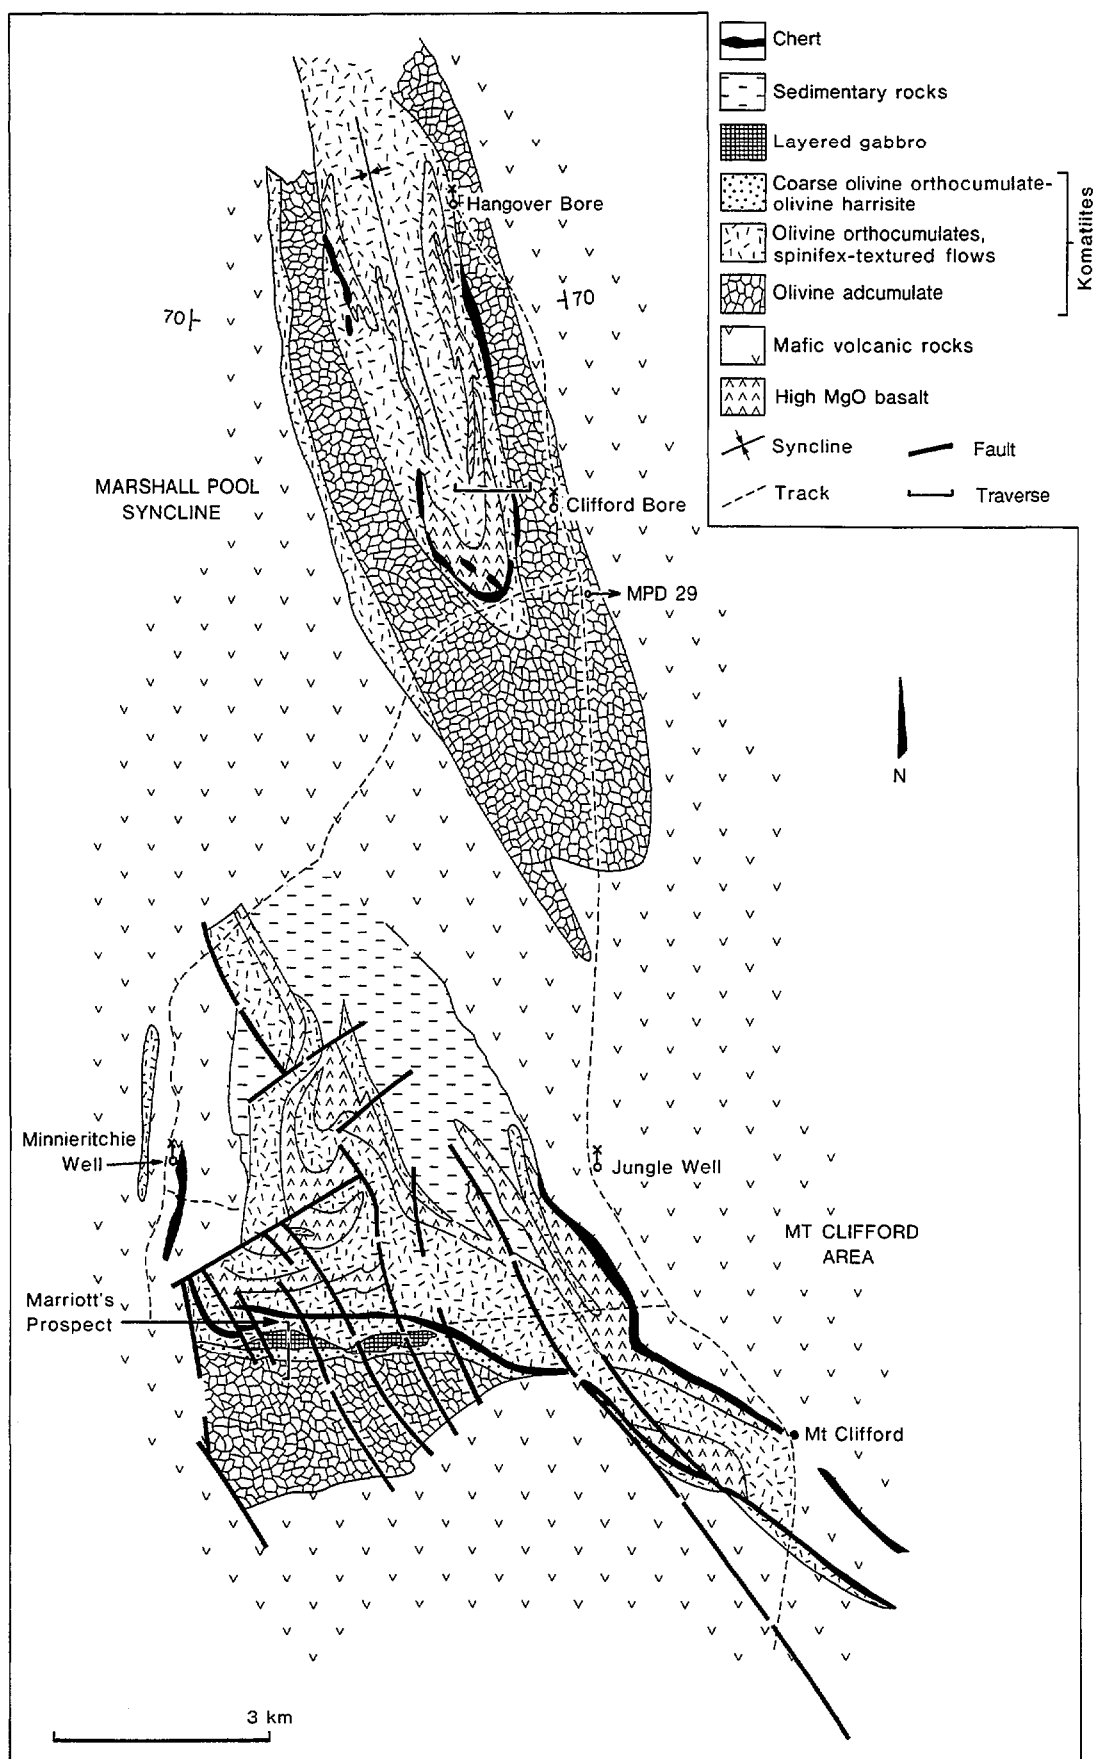 Chert
Sedimentary rocks
Layered gabbro
Coarse olivine orthocumulate-
olivine harrisite
Olivine orthocumulates,
spinifex-textured flows
Olivine adcumulate
Komatiites
Mafic volcanic rocks
High MgO basalt
Syncline
Fault
Track
Traverse
Hangover Bore
70
70
MARSHALL POOL
SYNCLINE
Clifford Bore
MPD 29
N
Minnieritchie
Well
Jungle Well
MT CLIFFORD
AREA
Marriott's
Prospect
Mt Clifford
3 km